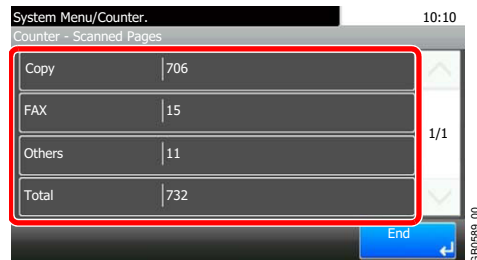 System Menu/Counter. 10:10
Counter - Scanned Pages
Copy 706
FAX 15
1/1
Others 11
Total 732
End
GB0589_00